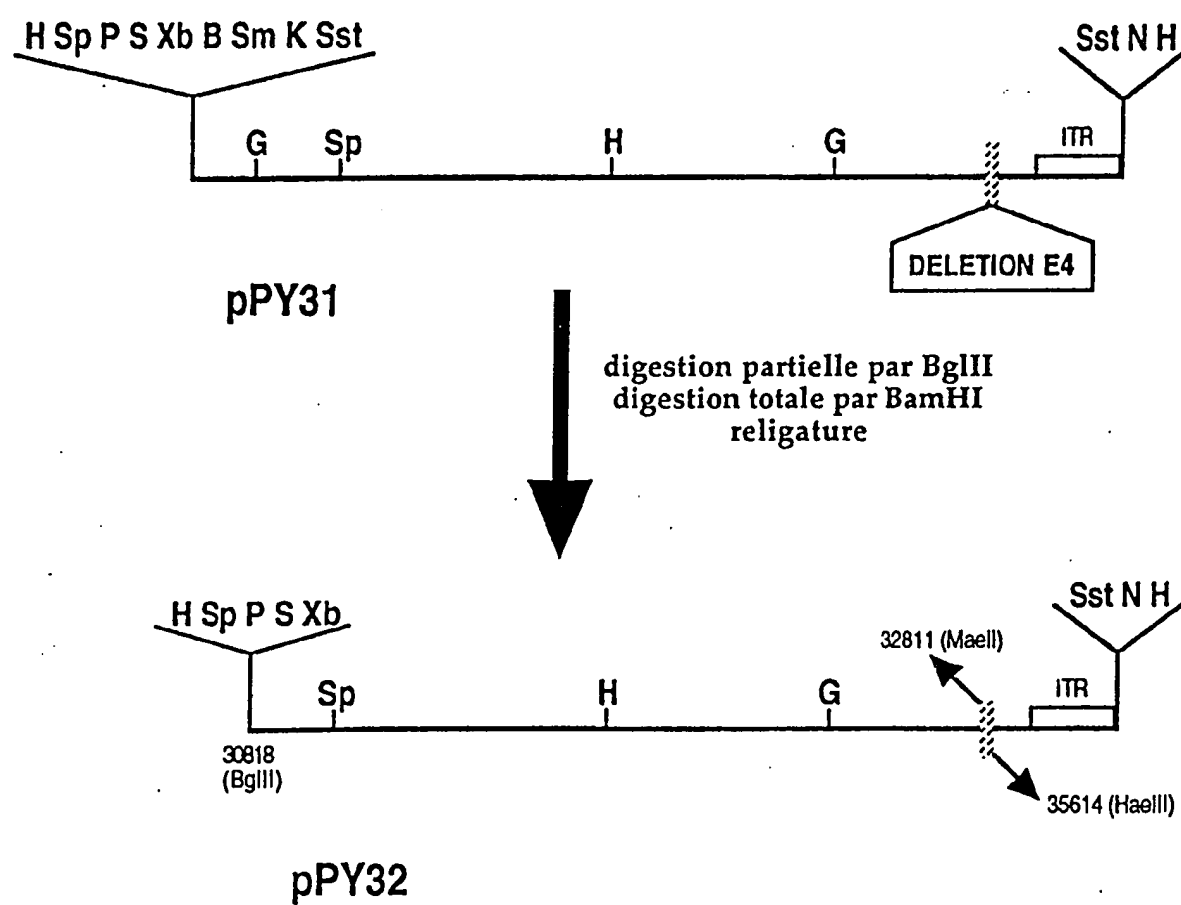 H Sp P S Xb B Sm K Sst
Sst N H
G
Sp
H
G
ITR
DELETION E4
pPY31
digestion partielle par BglII
digestion totale par BamHI
religature
H Sp P S Xb
Sst N H
32811 (MaeII)
Sp
H
G
ITR
30818
(BglII)
35614 (HaeIII)
pPY32